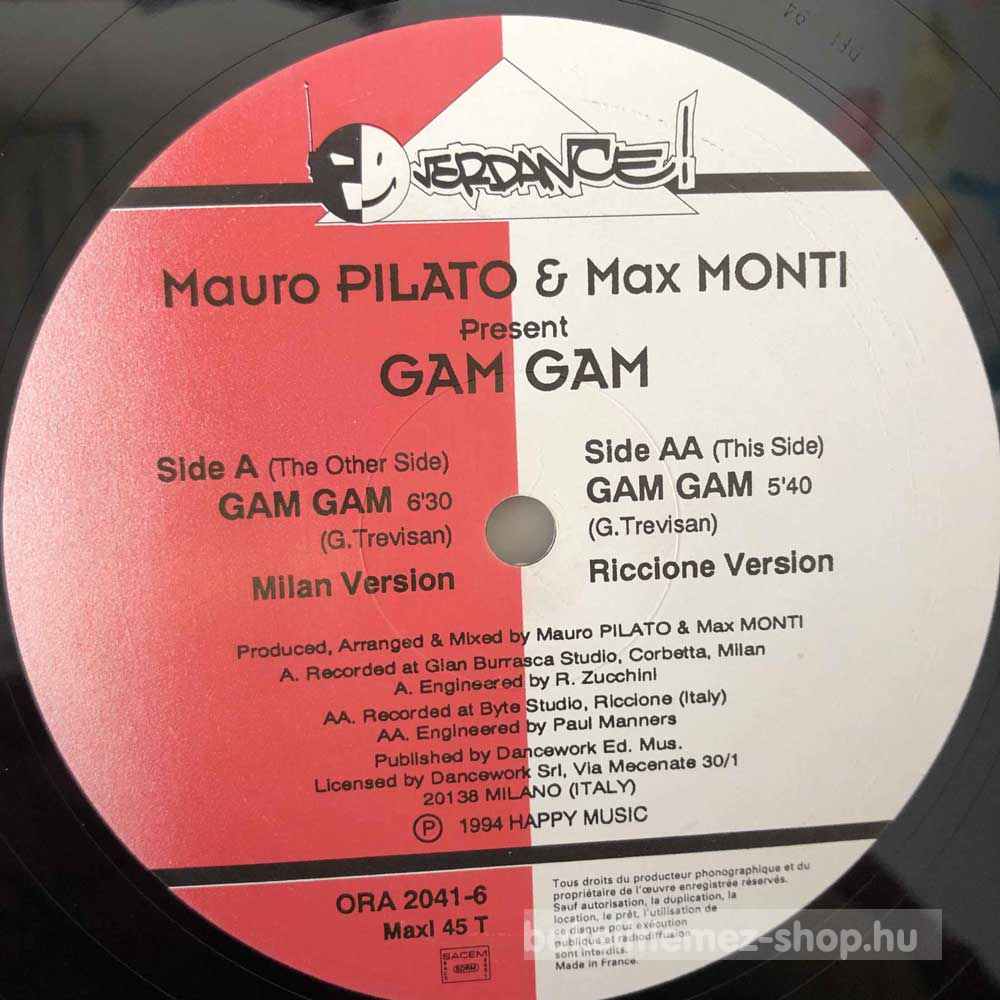 OVERDANCE!
Mauro PILATO & Max MONTI
Present
GAM GAM
Side A (The Other Side)
GAM GAM 6'30
(G.Trevisan)
Milan Version
Side AA (This Side)
GAM GAM 5'40
(G.Trevisan)
Riccione Version
Produced, Arranged & Mixed by Mauro PILATO & Max MONTI
A. Recorded at Gian Burrasca Studio, Corbetta, Milan
A. Engineered by R. Zucchini
AA. Recorded at Byte Studio, Riccione (Italy)
AA. Engineered by Paul Manners
Published by Dancework Ed. Mus.
Licensed by Dancework Srl, Via Mecenate 30/1
20138 MILANO (ITALY)
Ⓟ 1994 HAPPY MUSIC
ORA 2041-6
Maxi 45 T
SACEM
SDRM
Tous droits du producteur phonographique et du
propriétaire de l'œuvre enregistrée réservés.
Sauf autorisation, la duplication, la
location, le prêt, l'utilisation de
ce disque pour exécution
publique et radiodiffusion
sont interdits.
Made in France.